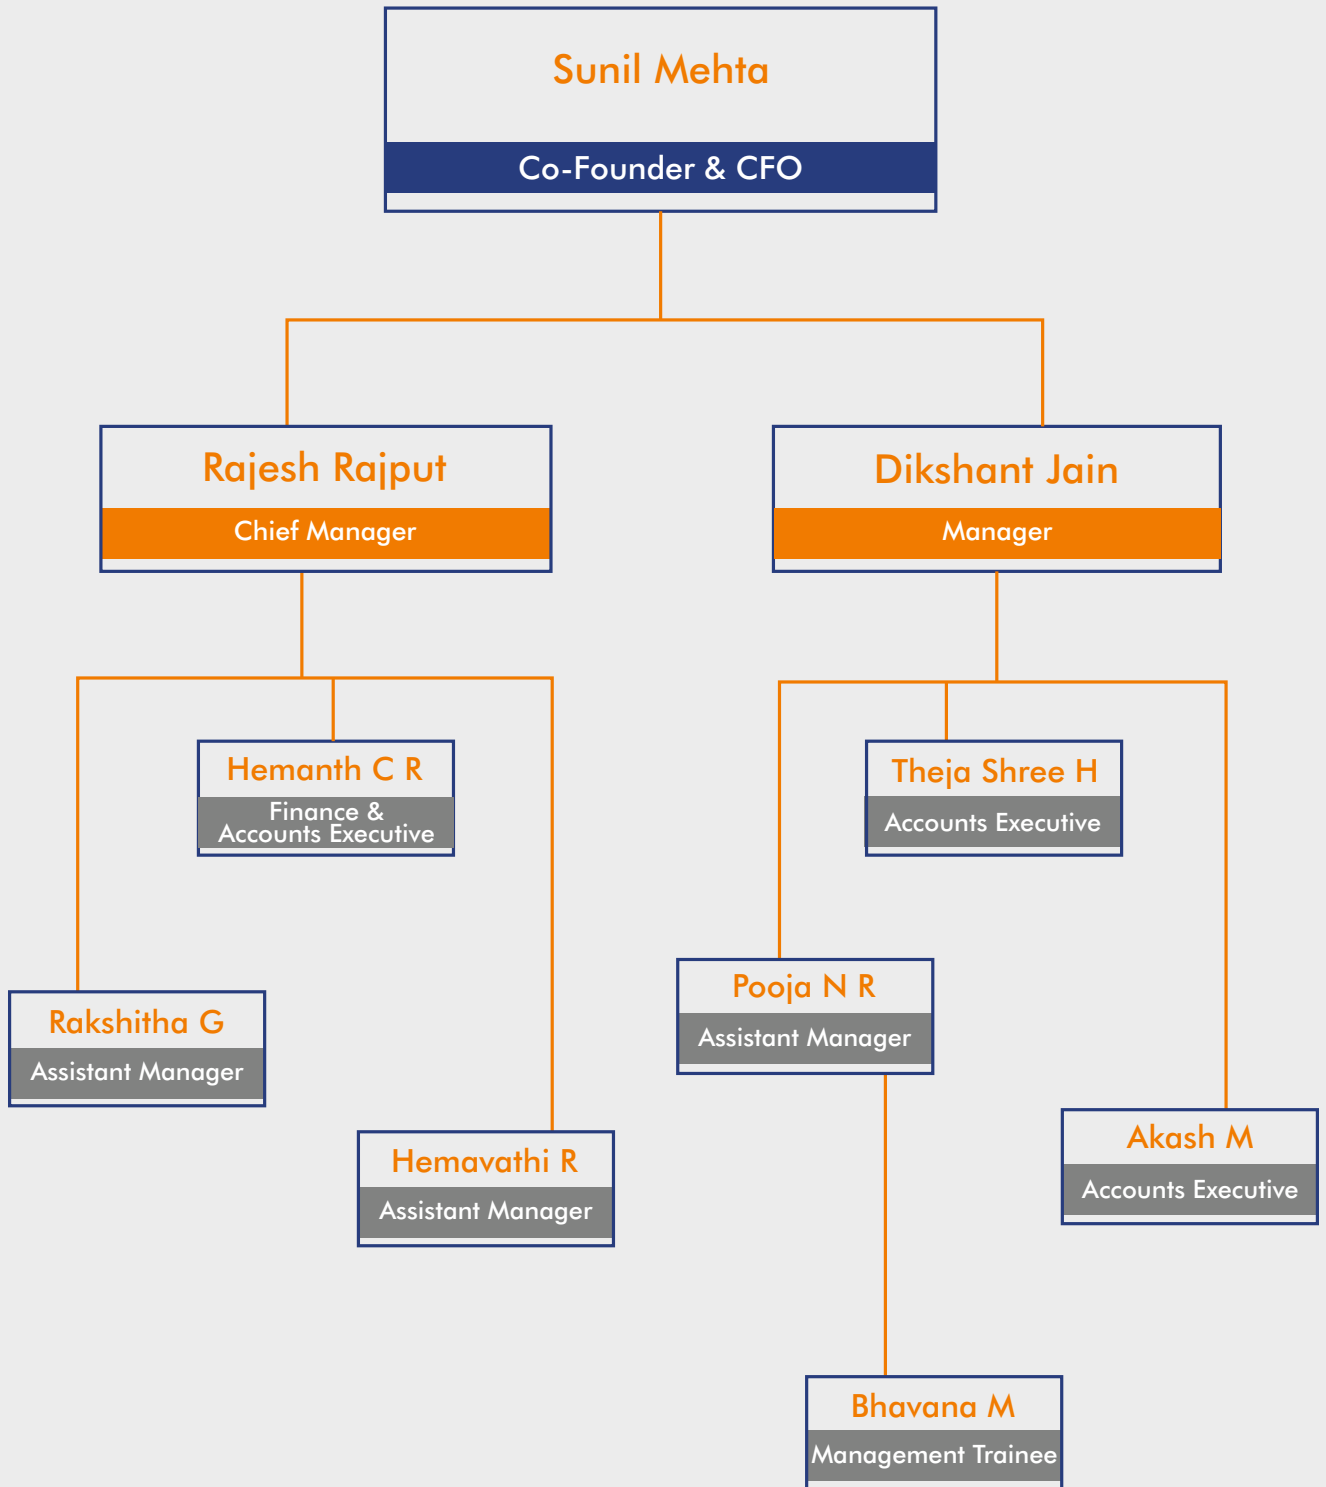 Sunil Mehta
Co-Founder & CFO
Rajesh Rajput
Chief Manager
Dikshant Jain
Manager
Hemanth C R
Finance &
Accounts Executive
Theja Shree H
Accounts Executive
Pooja N R
Assistant Manager
Rakshitha G
Assistant Manager
Hemavathi R
Assistant Manager
Akash M
Accounts Executive
Bhavana M
Management Trainee